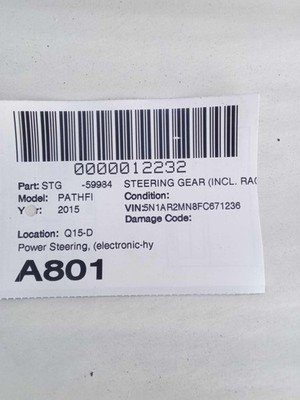 0000012232
Part: STG -59984 STEERING GEAR (INCL. RAC
Model: PATHFI Condition:
Year: 2015 VIN:5N1AR2MN8FC671236
Damage Code:
Location: Q15-D
Power Steering, (electronic-hy
A801